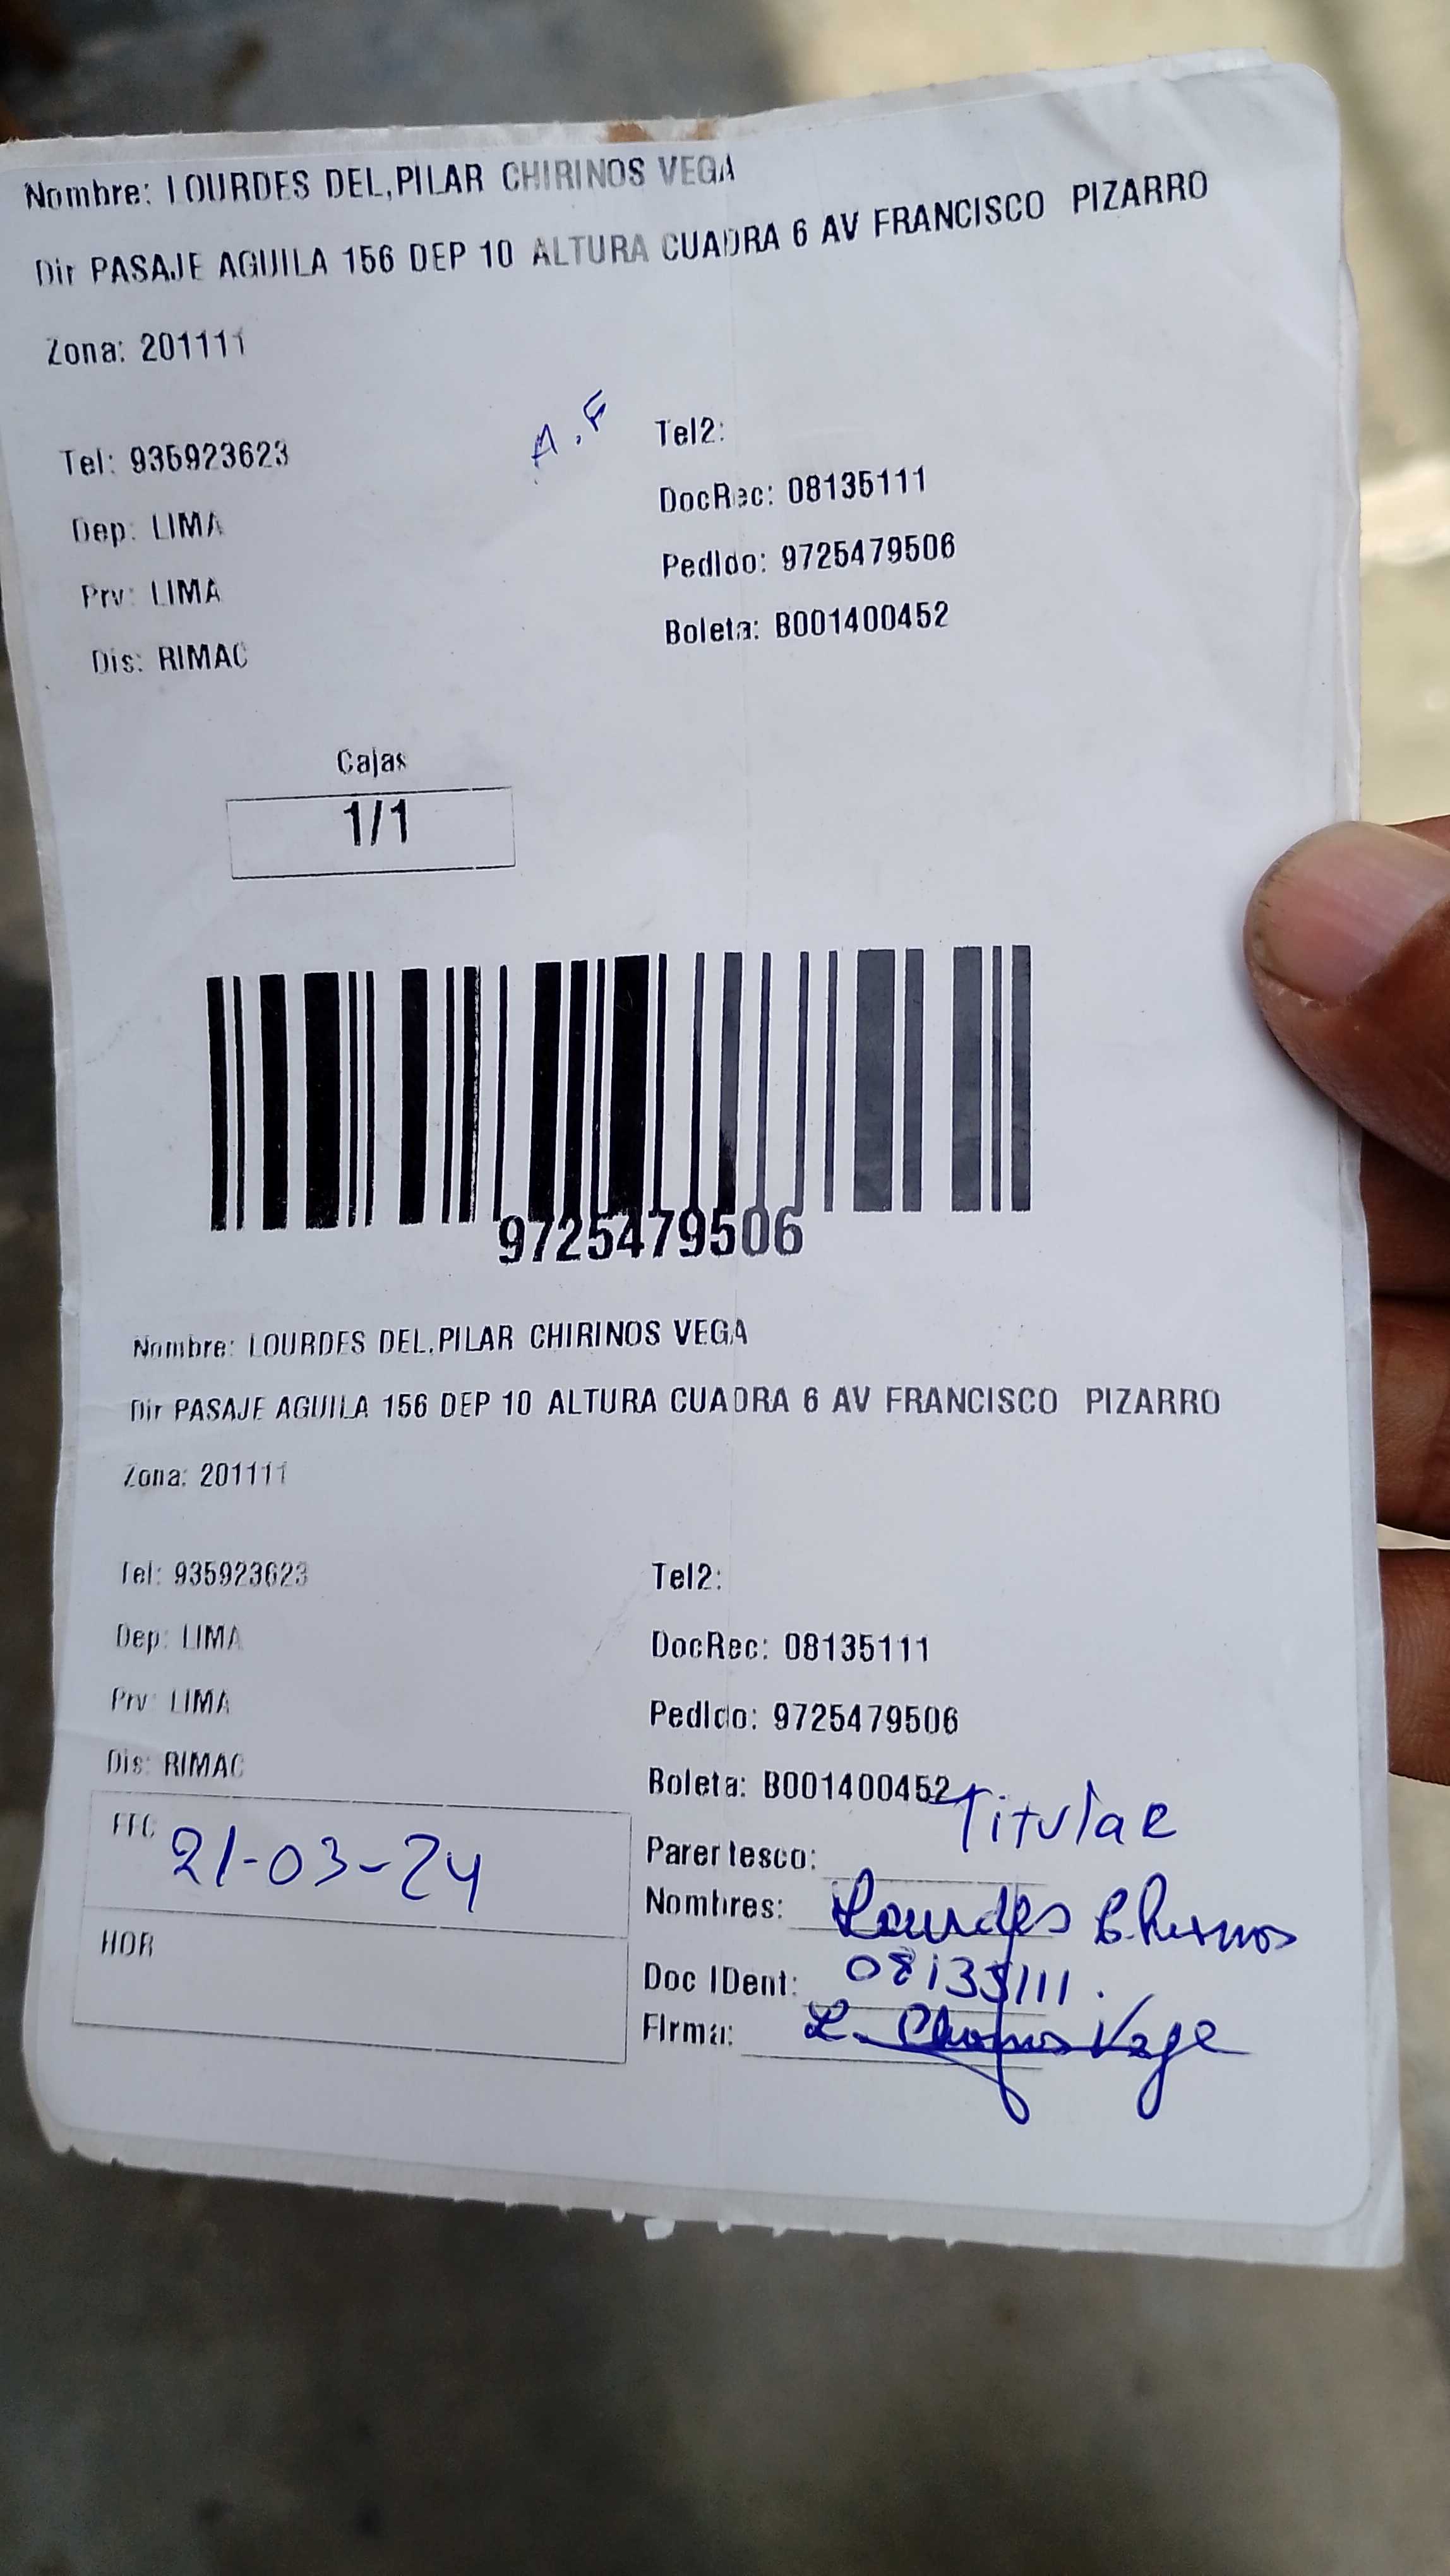 Nombre: LOURDES DEL,PILAR CHIRINOS VEGA
Dir PASAJE AGUILA 156 DEP 10 ALTURA CUADRA 6 AV FRANCISCO PIZARRO
Zona: 201111
A.F
Tel: 935923623 Tel2:
Dep: LIMA DocRec: 08135111
Prv: LIMA Pedido: 9725479506
Dis: RIMAC Boleta: B001400452
Cajas
1/1
9725479506
Nombre: LOURDES DEL,PILAR CHIRINOS VEGA
Dir PASAJE AGUILA 156 DEP 10 ALTURA CUADRA 6 AV FRANCISCO PIZARRO
Zona: 201111
Tel: 935923623 Tel2:
Dep: LIMA DocRec: 08135111
Prv: LIMA Pedido: 9725479506
Dis: RIMAC Boleta: B001400452
FEC 21-03-24
Parentesco: Titular
Nombres: Lourdes Chirinos
HOR
Doc IDent: 08135111.
Firma: L. Chirinos Vega